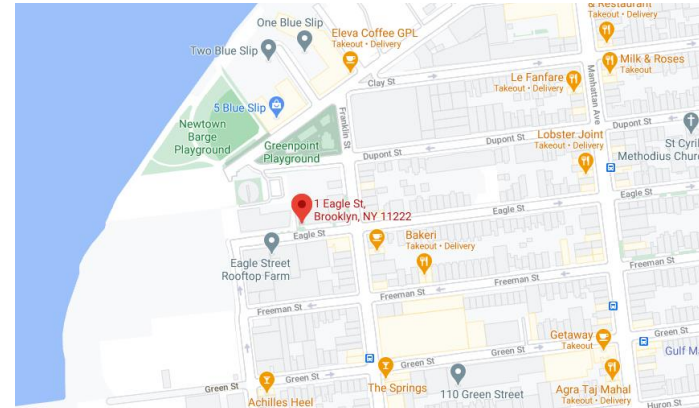 & Restaurant
Takeout • Delivery
One Blue Slip
Eleva Coffee GPL
Takeout • Delivery
Two Blue Slip
Milk & Roses
Takeout
Clay St
Le Fanfare
Takeout • Delivery
Manhattan Ave
5 Blue Slip
Franklin St
Newtown
Barge
Playground
Greenpoint
Playground
Dupont St
Dupont St
Lobster Joint
Takeout • Delivery
St Cyril
Methodius Churc
Eagle St
1 Eagle St,
Brooklyn, NY 11222
Eagle St
Eagle St
Bakeri
Takeout • Delivery
Eagle Street
Rooftop Farm
Freeman St
Freeman St
Freeman St
Getaway
Takeout
Green St
Gulf Ma
Green St
Green St
Green St
The Springs
110 Green Street
Agra Taj Mahal
Takeout • Delivery
Achilles Heel
Huron St